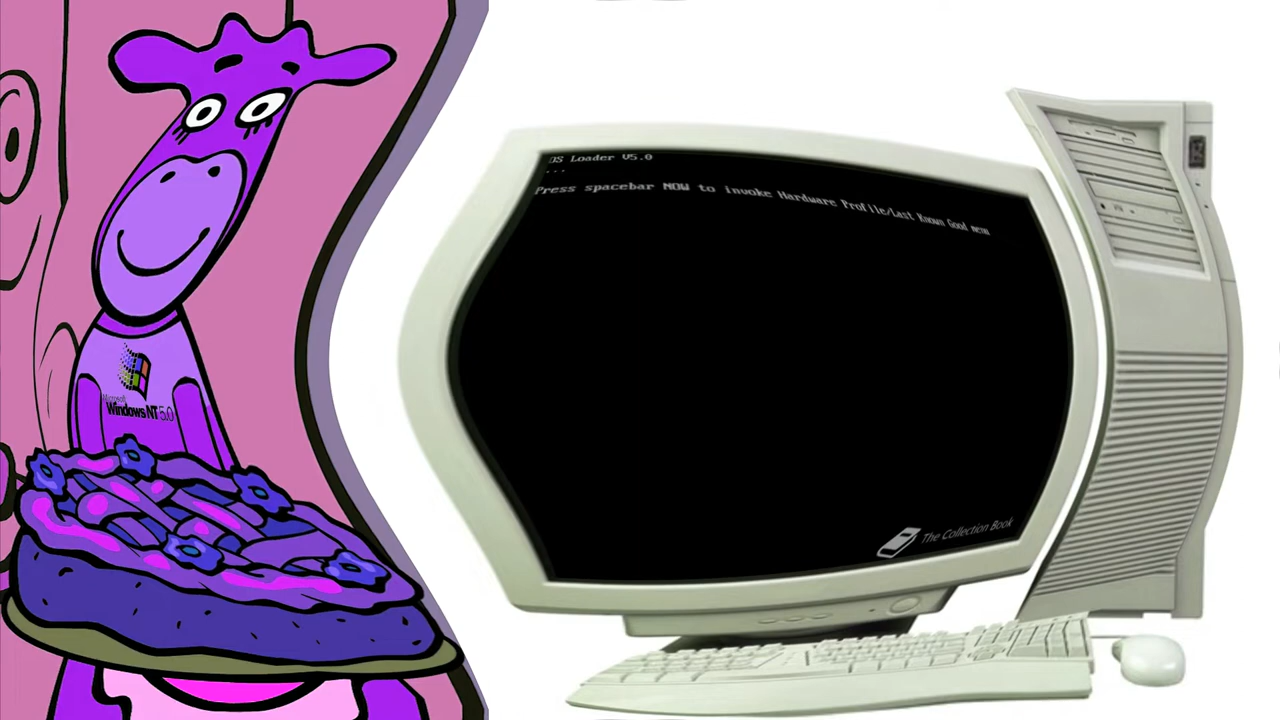 Microsoft
Windows NT 5.0
OS Loader V5.0
...
Press spacebar NOW to invoke Hardware Profile/Last Known Good menu
The Collection Book